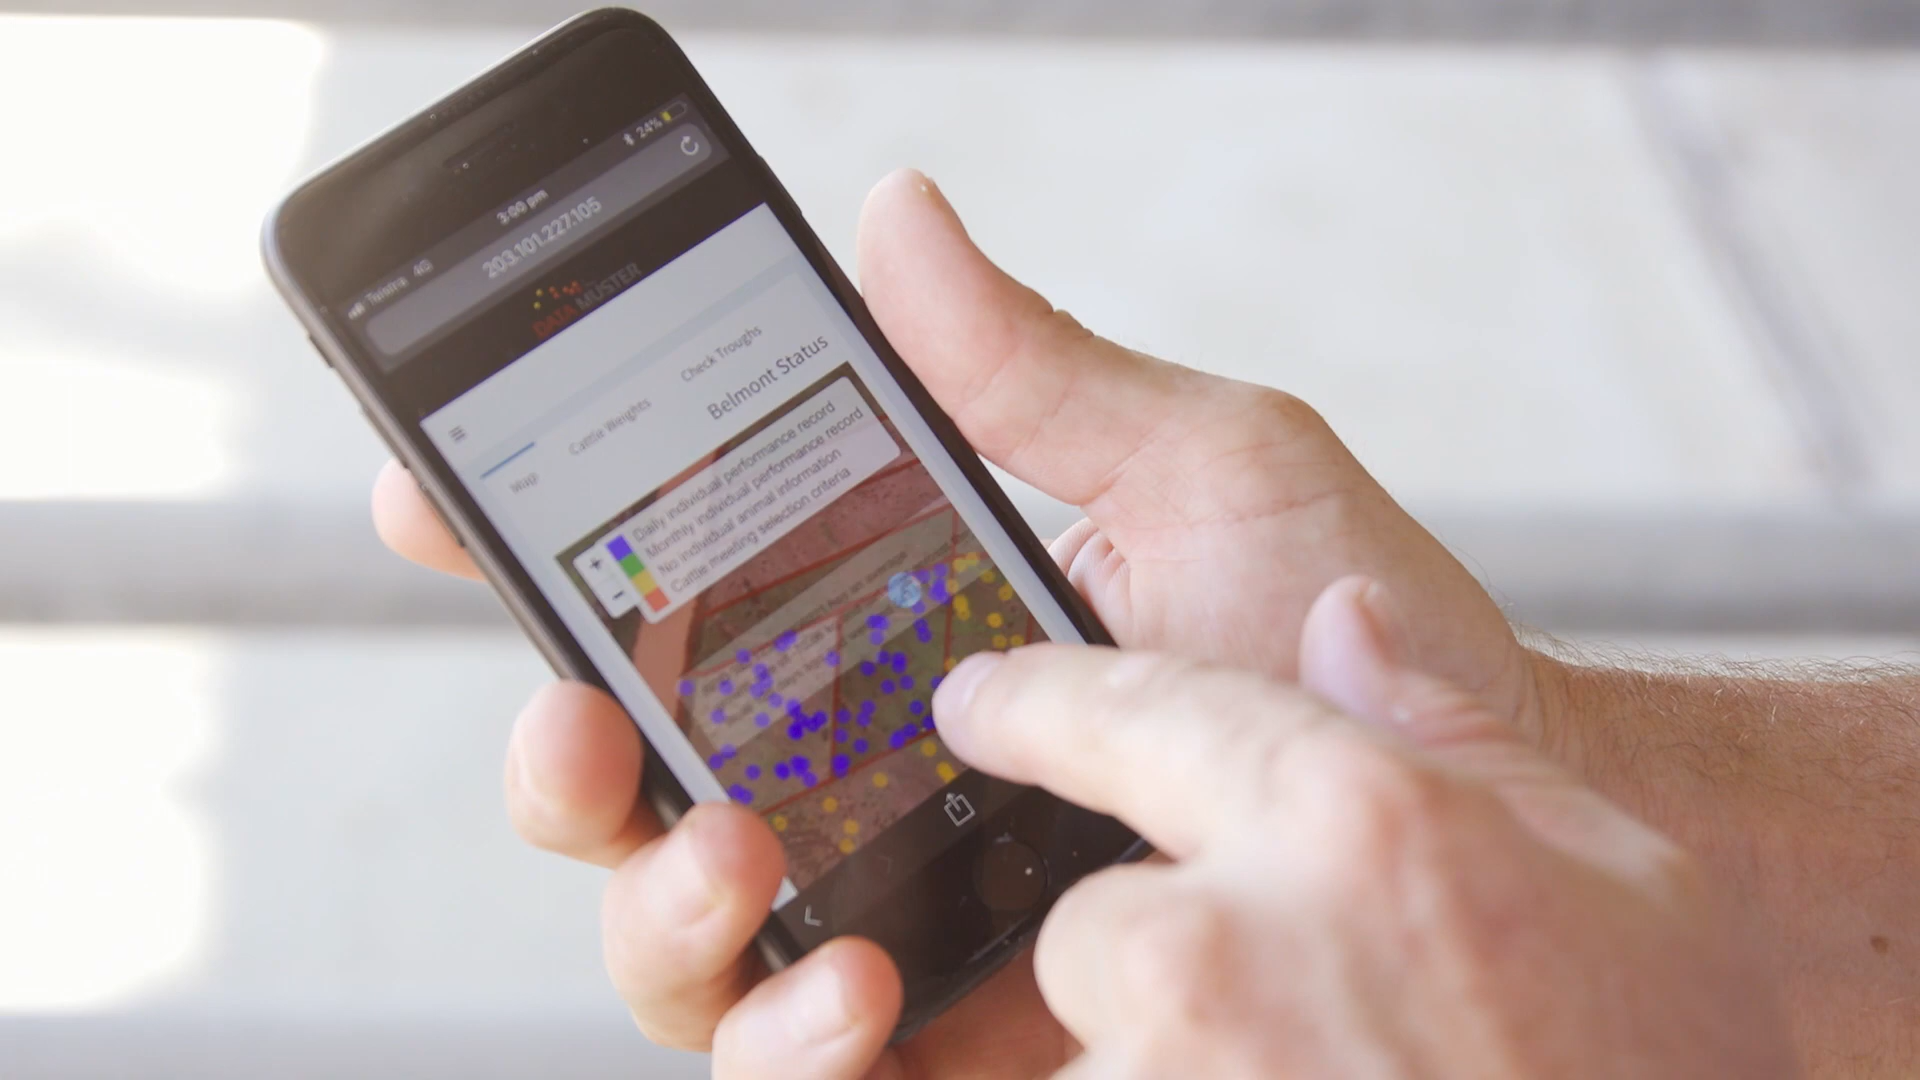 Telstra 4G
3:00 pm
24%
203.101.227.105
DATA MUSTER
Map
Cattle Weights
Check Troughs
Belmont Status
+
-
Daily individual performance record
Monthly individual performance record
No individual animal information
Cattle meeting selection criteria